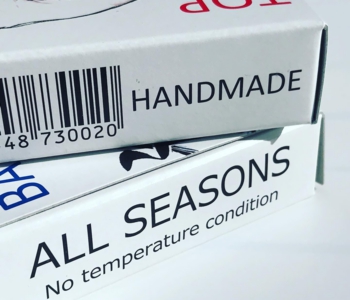 TOP
HANDMADE
48 730020
BA
ALL SEASONS
No temperature condition